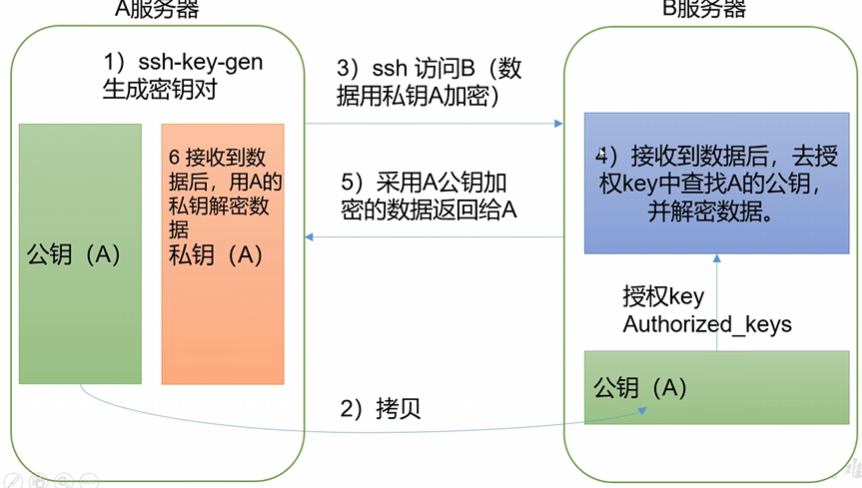 A服务器
B服务器
1）ssh-key-gen
生成密钥对
3）ssh 访问B（数
据用私钥A加密）
6 接收到数
据后，用A的
私钥解密数
据
公钥（A）
私钥（A）
5）采用A公钥加
密的数据返回给A
4）接收到数据后，去授
权key中查找A的公钥，
并解密数据。
授权key
Authorized_keys
公钥（A）
2）拷贝